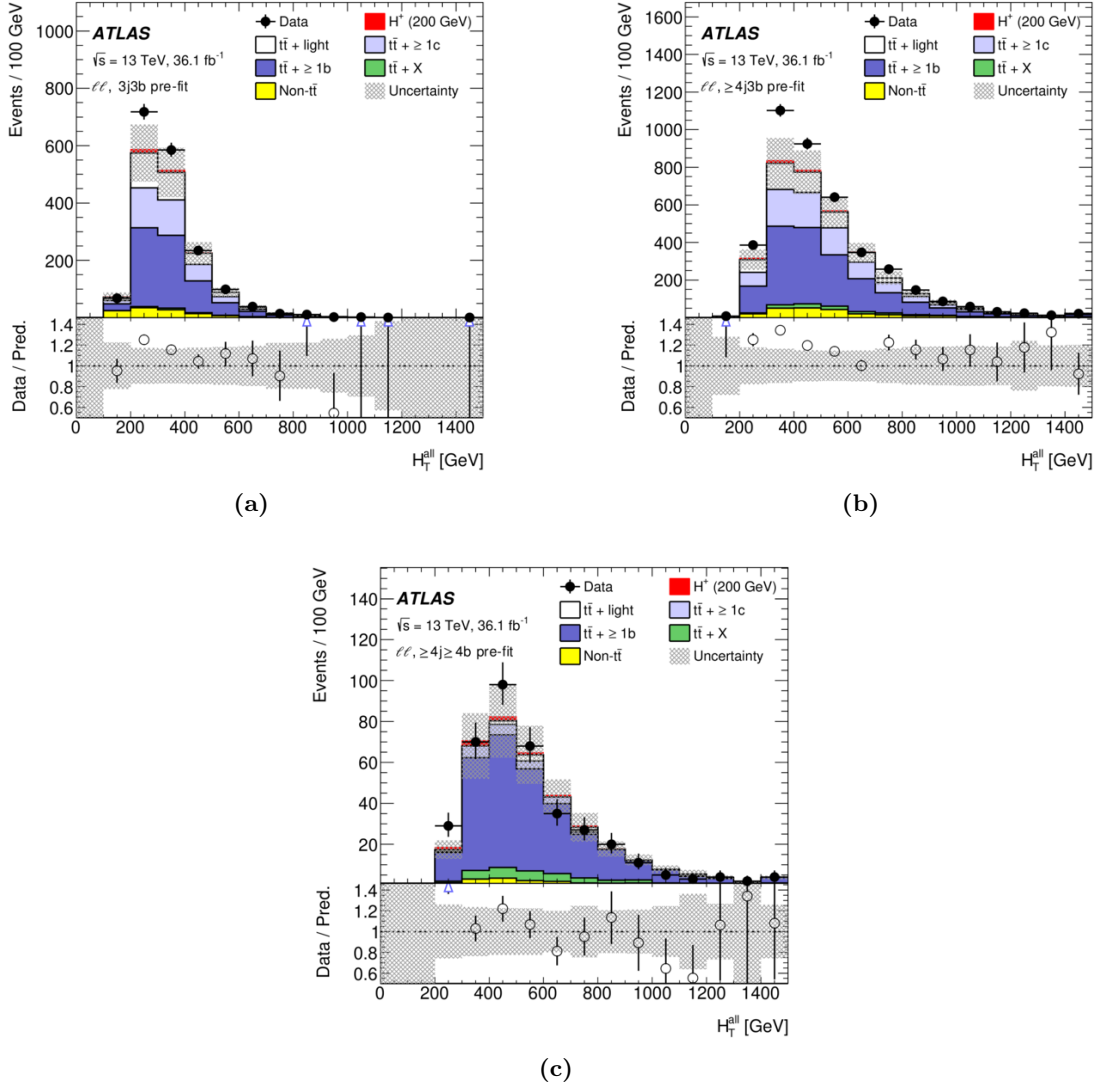 1000
800
600
400
200
Events / 100 GeV
ATLAS
√s = 13 TeV, 36.1 fb⁻¹
ℓℓ, 3j3b pre-fit
Data
tt̄ + light
tt̄ + ≥ 1b
Non-tt̄
H⁺ (200 GeV)
tt̄ + ≥ 1c
tt̄ + X
Uncertainty
1.4
1.2
1
0.8
0.6
Data / Pred.
0 200 400 600 800 1000 1200 1400
H_T^all [GeV]
(a)
1600
1400
1200
1000
800
600
400
200
Events / 100 GeV
ATLAS
√s = 13 TeV, 36.1 fb⁻¹
ℓℓ, ≥4j3b pre-fit
Data
tt̄ + light
tt̄ + ≥ 1b
Non-tt̄
H⁺ (200 GeV)
tt̄ + ≥ 1c
tt̄ + X
Uncertainty
1.4
1.2
1
0.8
0.6
Data / Pred.
0 200 400 600 800 1000 1200 1400
H_T^all [GeV]
(b)
140
120
100
80
60
40
20
Events / 100 GeV
ATLAS
√s = 13 TeV, 36.1 fb⁻¹
ℓℓ, ≥4j≥4b pre-fit
Data
tt̄ + light
tt̄ + ≥ 1b
Non-tt̄
H⁺ (200 GeV)
tt̄ + ≥ 1c
tt̄ + X
Uncertainty
1.4
1.2
1
0.8
0.6
Data / Pred.
0 200 400 600 800 1000 1200 1400
H_T^all [GeV]
(c)